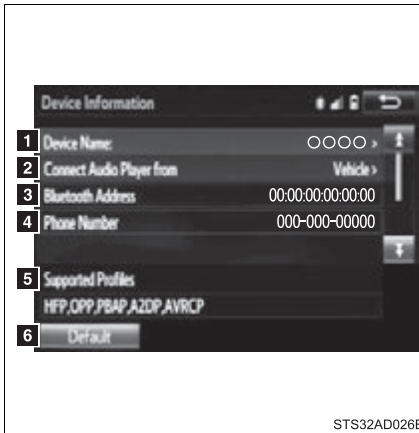 Device Information
1 Device Name: ○○○○ ›
2 Connect Audio Player from Vehicle ›
3 Bluetooth Address 00:00:00:00:00:00
4 Phone Number 000-000-00000
5 Supported Profiles
HFP,OPP,PBAP,A2DP,AVRCP
6 Default
STS32AD026E